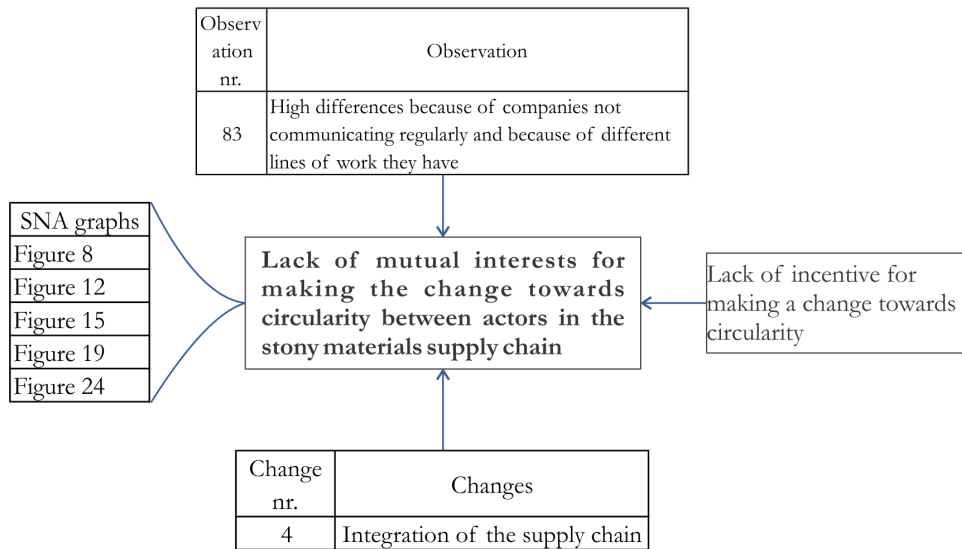 Observ
ation
nr.
Observation
83
High differences because of companies not
communicating regularly and because of different
lines of work they have
SNA graphs
Figure 8
Figure 12
Figure 15
Figure 19
Figure 24
Lack of mutual interests for
making the change towards
circularity between actors in the
stony materials supply chain
Lack of incentive for
making a change towards
circularity
Change
nr.
Changes
4
Integration of the supply chain